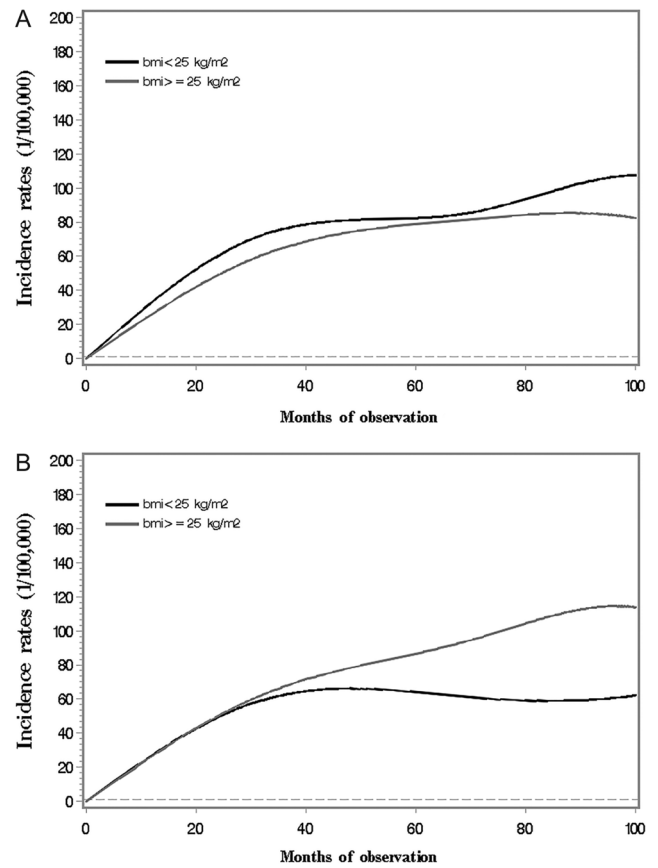 A
200
180
160
140
120
100
80
60
40
20
0
Incidence rates (1/100,000)
bmi<25 kg/m2
bmi>=25 kg/m2
0 20 40 60 80 100
Months of observation
B
200
180
160
140
120
100
80
60
40
20
0
Incidence rates (1/100,000)
bmi<25 kg/m2
bmi>=25 kg/m2
0 20 40 60 80 100
Months of observation